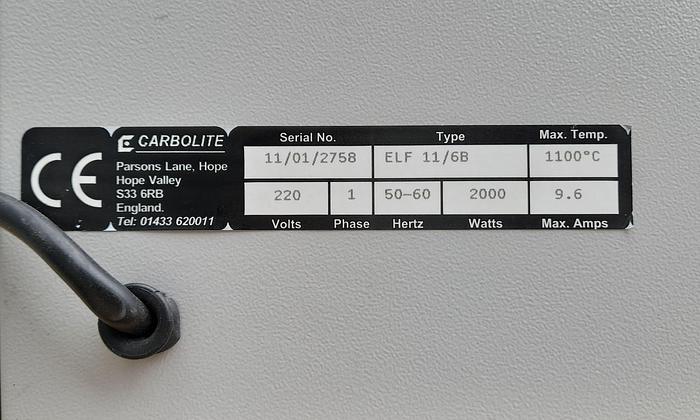 CE
CARBOLITE
Parsons Lane, Hope
Hope Valley
S33 6RB
England.
Tel: 01433 620011
Serial No. Type Max. Temp.
11/01/2758 ELF 11/6B 1100°C
220 1 50-60 2000 9.6
Volts Phase Hertz Watts Max. Amps